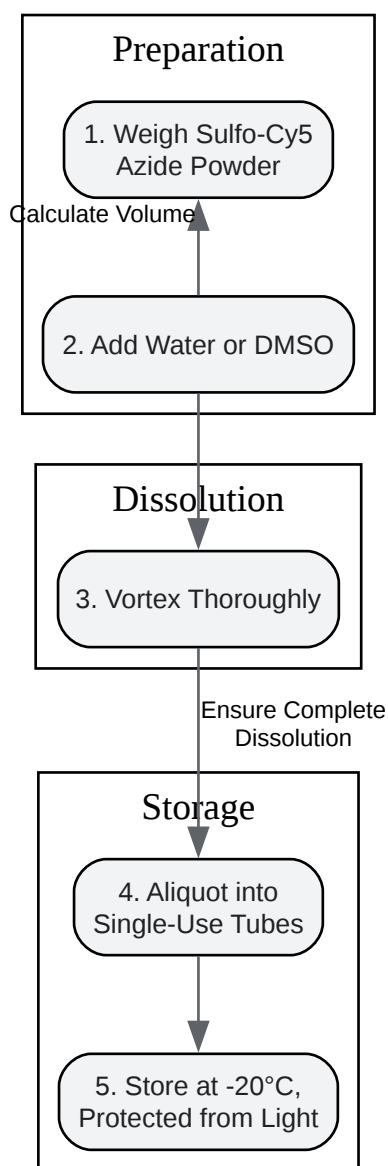 Preparation
1. Weigh Sulfo-Cy5
Azide Powder
Calculate Volume
2. Add Water or DMSO
Dissolution
3. Vortex Thoroughly
Ensure Complete
Dissolution
Storage
4. Aliquot into
Single-Use Tubes
5. Store at -20°C,
Protected from Light